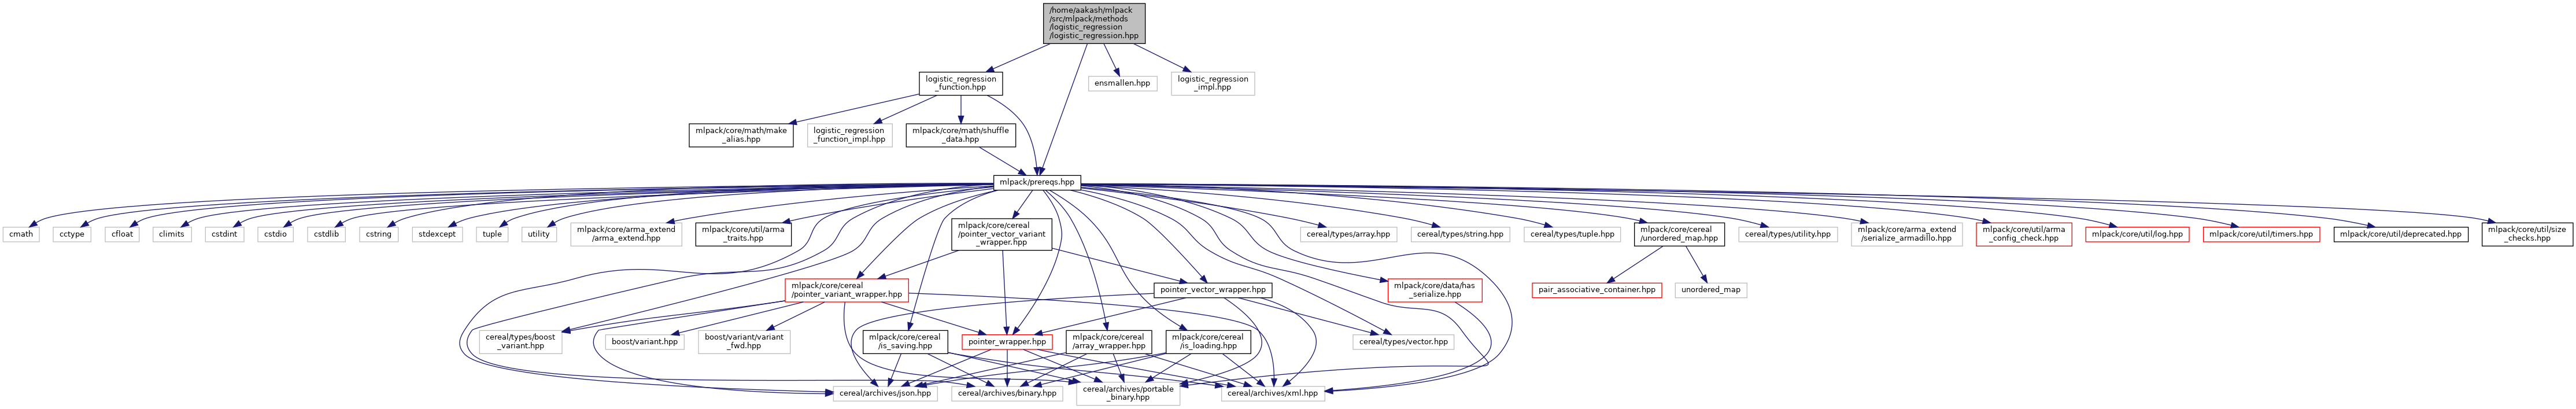 /home/aakash/mlpack
/src/mlpack/methods
/logistic_regression
/logistic_regression.hpp
logistic_regression
_function.hpp
ensmallen.hpp
logistic_regression
_impl.hpp
mlpack/core/math/make
_alias.hpp
logistic_regression
_function_impl.hpp
mlpack/core/math/shuffle
_data.hpp
mlpack/prereqs.hpp
cmath
cctype
cfloat
climits
cstdint
cstdio
cstdlib
cstring
stdexcept
tuple
utility
mlpack/core/arma_extend
/arma_extend.hpp
mlpack/core/util/arma
_traits.hpp
mlpack/core/cereal
/pointer_vector_variant
_wrapper.hpp
cereal/types/array.hpp
cereal/types/string.hpp
cereal/types/tuple.hpp
mlpack/core/cereal
/unordered_map.hpp
cereal/types/utility.hpp
mlpack/core/arma_extend
/serialize_armadillo.hpp
mlpack/core/util/arma
_config_check.hpp
mlpack/core/util/log.hpp
mlpack/core/util/timers.hpp
mlpack/core/util/deprecated.hpp
mlpack/core/util/size
_checks.hpp
mlpack/core/cereal
/pointer_variant_wrapper.hpp
pointer_vector_wrapper.hpp
mlpack/core/data/has
_serialize.hpp
pair_associative_container.hpp
unordered_map
cereal/types/boost
_variant.hpp
boost/variant.hpp
boost/variant/variant
_fwd.hpp
mlpack/core/cereal
/is_saving.hpp
pointer_wrapper.hpp
mlpack/core/cereal
/array_wrapper.hpp
mlpack/core/cereal
/is_loading.hpp
cereal/types/vector.hpp
cereal/archives/json.hpp
cereal/archives/binary.hpp
cereal/archives/portable
_binary.hpp
cereal/archives/xml.hpp